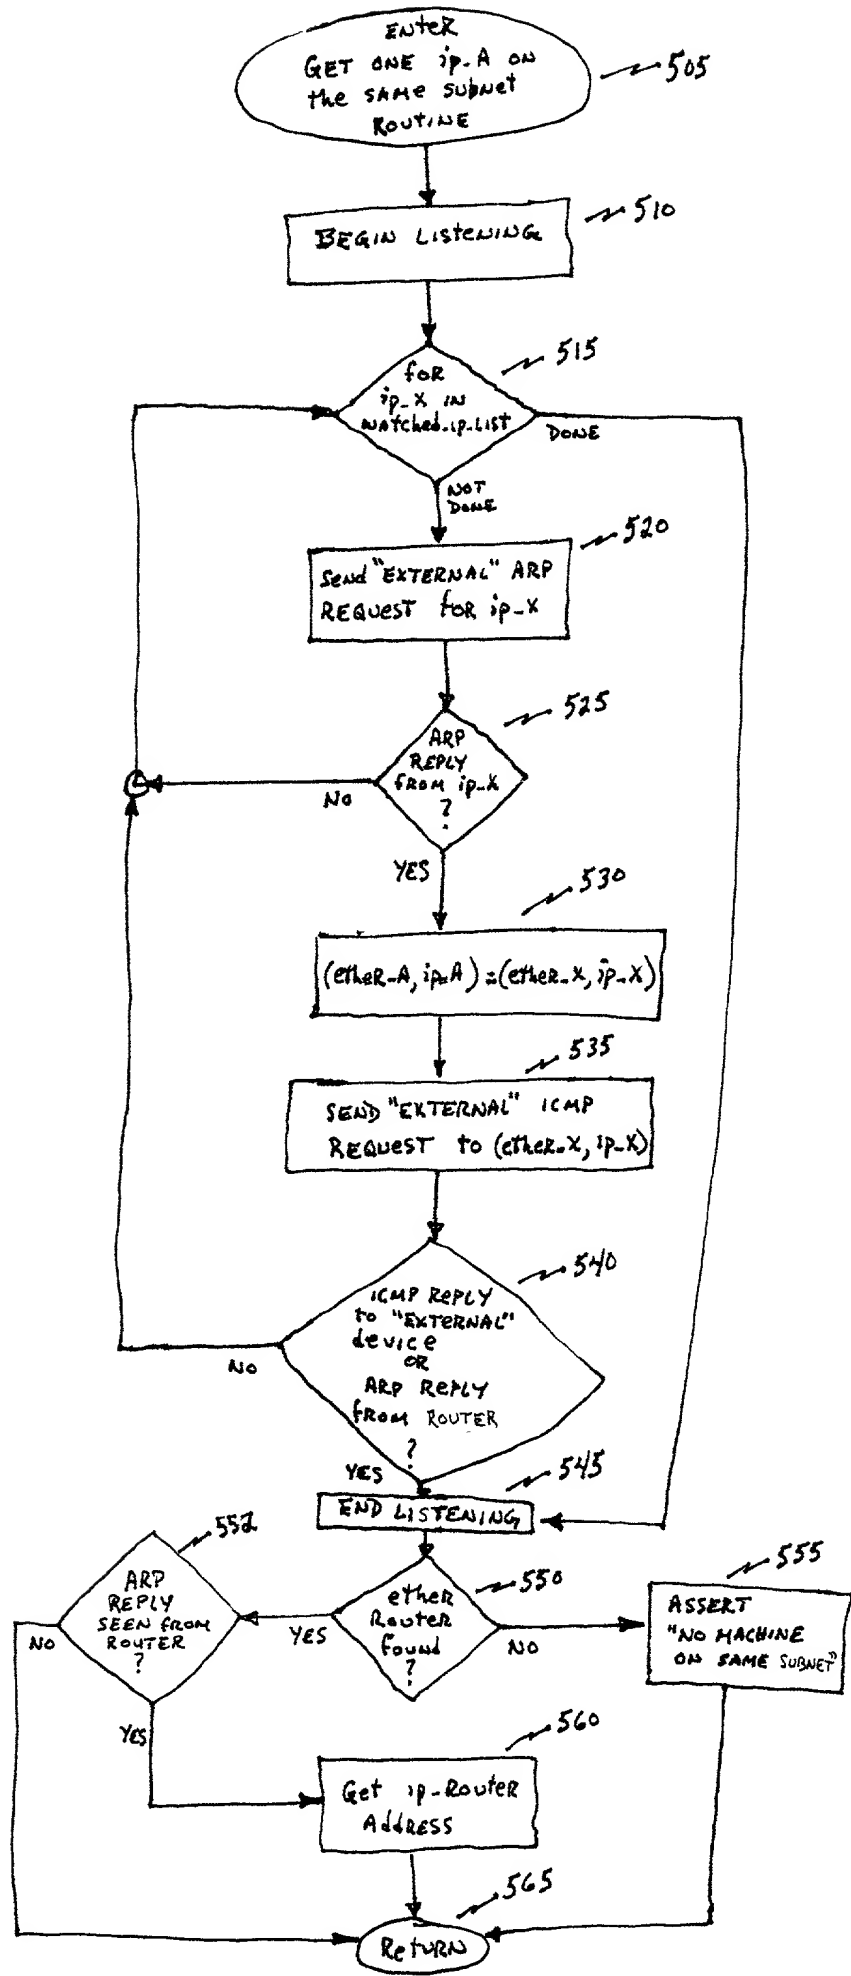 ENTER
GET ONE ip_A ON
the SAME SUBNET
ROUTINE
505
BEGIN LISTENING
510
515
for
ip_X IN
WATCHED_ip_LIST
DONE
NOT
DONE
520
Send "EXTERNAL" ARP
REQUEST for ip_X
525
ARP
REPLY
FROM ip_X
?
NO
YES
530
(ether_A, ip_A) = (ether_X, ip_X)
535
SEND "EXTERNAL" ICMP
REQUEST to (ether_X, ip_X)
540
ICMP REPLY
to "EXTERNAL"
device
OR
ARP REPLY
from ROUTER
?
NO
YES
545
END LISTENING
552
ARP
REPLY
SEEN FROM
ROUTER
?
NO
YES
550
ether
Router
found
?
YES
NO
555
ASSERT
"NO MACHINE
ON SAME SUBNET"
560
Get ip-Router
Address
565
Return